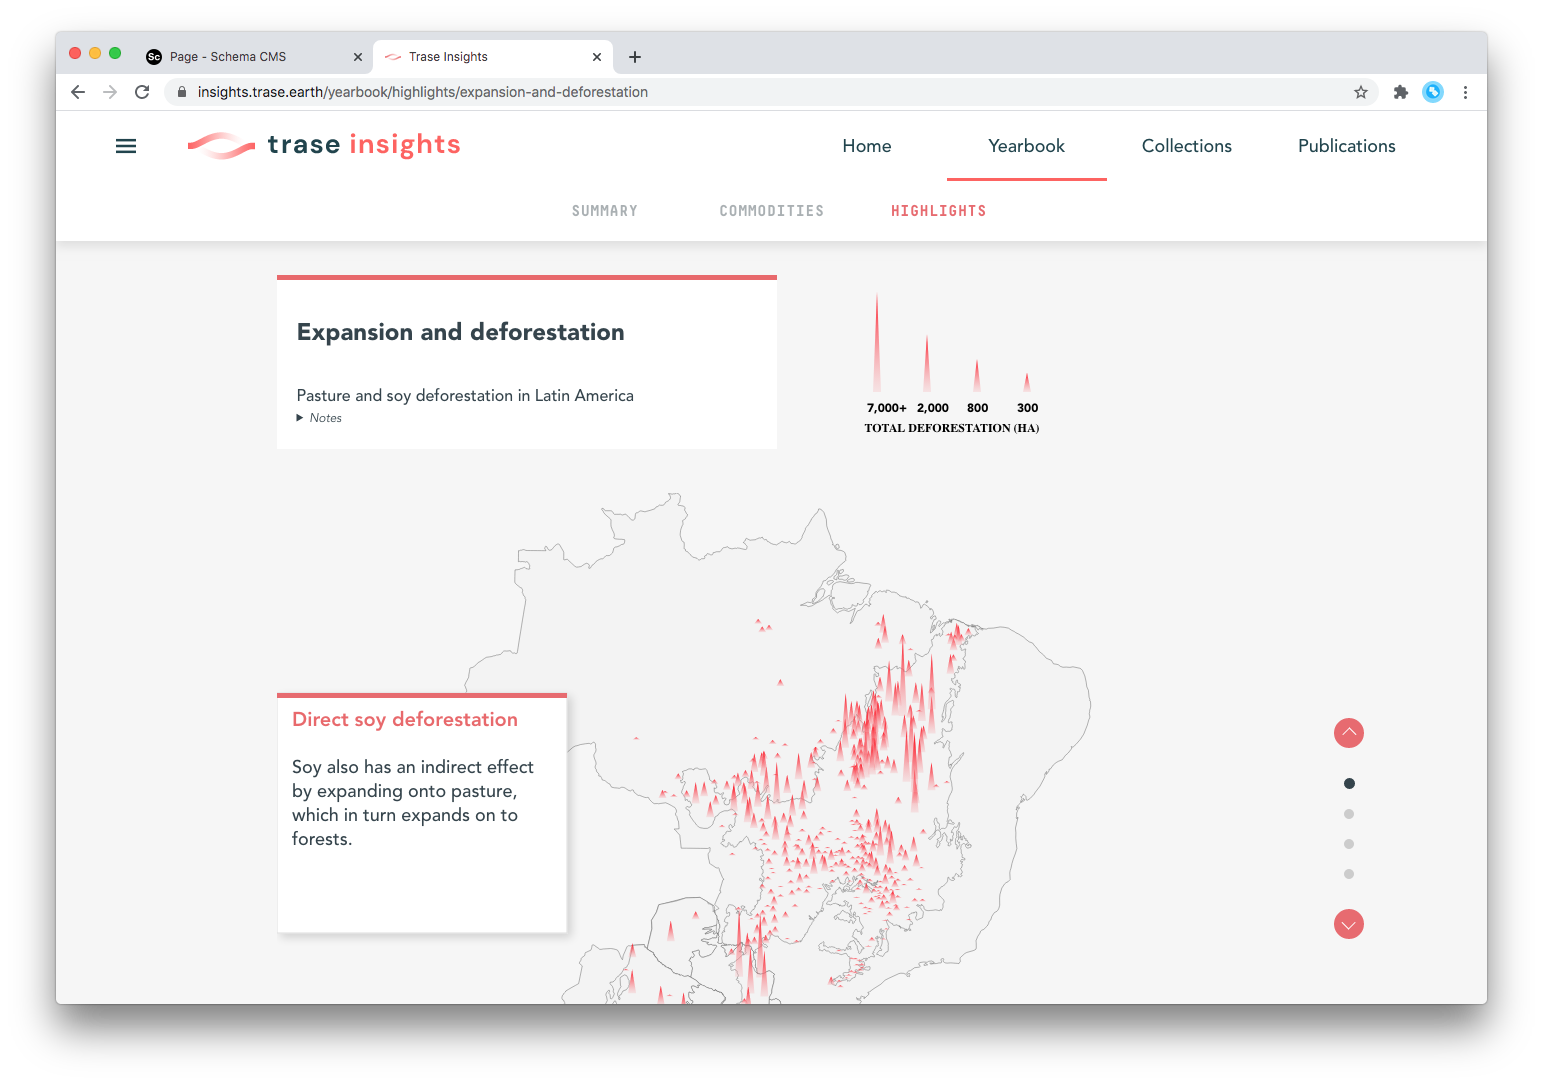 Page - Schema CMS
Trase Insights
insights.trase.earth/yearbook/highlights/expansion-and-deforestation
trase insights
Home
Yearbook
Collections
Publications
SUMMARY
COMMODITIES
HIGHLIGHTS
Expansion and deforestation
Pasture and soy deforestation in Latin America
Notes
7,000+ 2,000 800 300
TOTAL DEFORESTATION (HA)
Direct soy deforestation
Soy also has an indirect effect
by expanding onto pasture,
which in turn expands on to
forests.